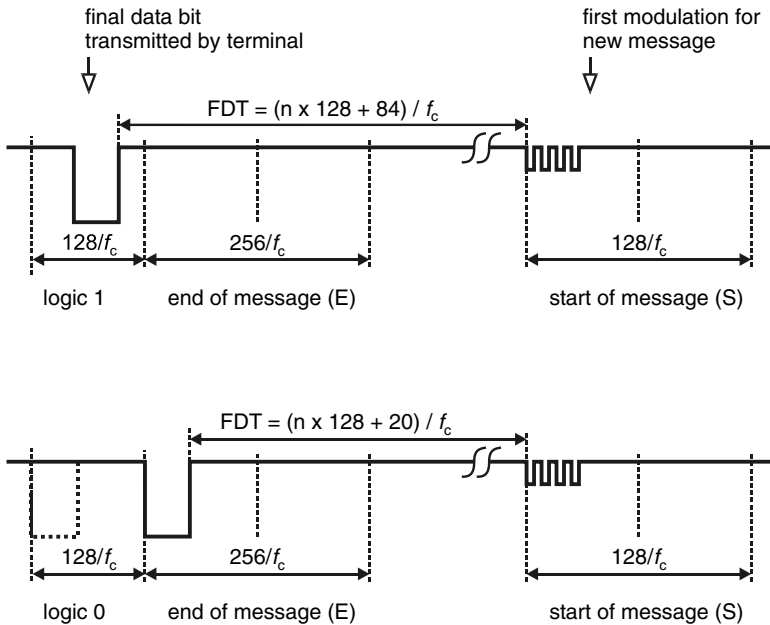 final data bit
transmitted by terminal
first modulation for
new message
FDT = (n x 128 + 84) / fc
128/fc
256/fc
128/fc
logic 1
end of message (E)
start of message (S)
FDT = (n x 128 + 20) / fc
128/fc
256/fc
128/fc
logic 0
end of message (E)
start of message (S)